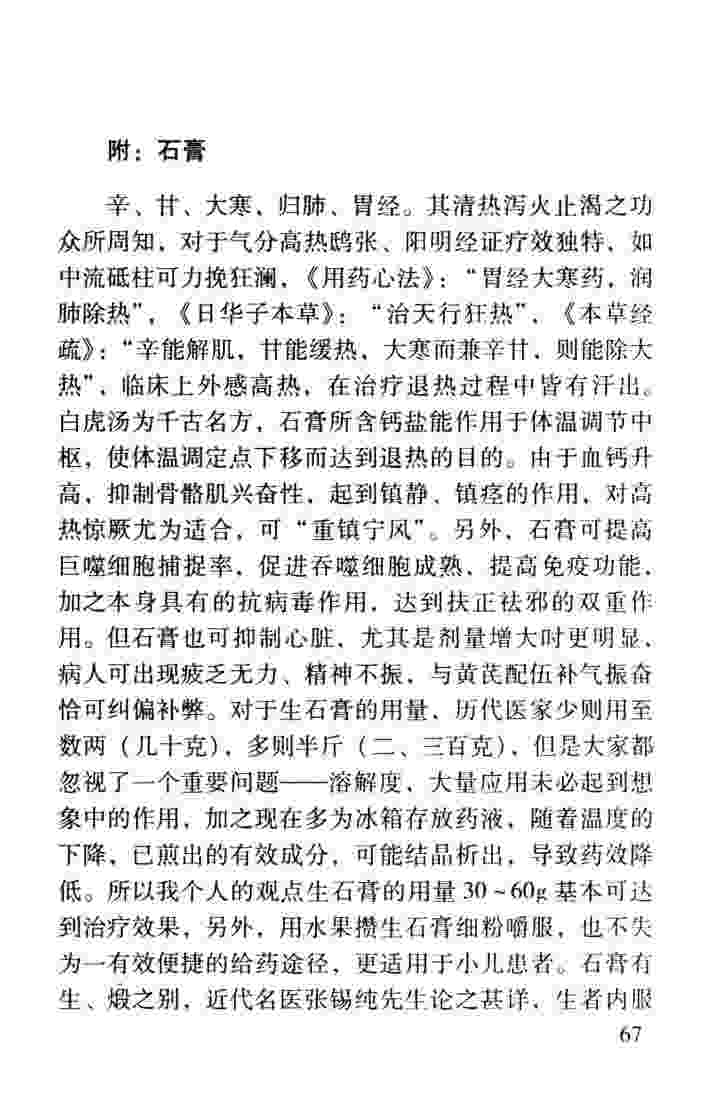 附：石膏
辛、甘、大寒，归肺、胃经。其清热泻火止渴之功
众所周知，对于气分高热鸱张、阳明经证疗效独特，如
中流砥柱可力挽狂澜，《用药心法》：“胃经大寒药，润
肺除热”，《日华子本草》：“治天行狂热”，《本草经
疏》：“辛能解肌，甘能缓热，大寒而兼辛甘，则能除大
热”，临床上外感高热，在治疗退热过程中皆有汗出。
白虎汤为千古名方，石膏所含钙盐能作用于体温调节中
枢，使体温调定点下移而达到退热的目的。由于血钙升
高，抑制骨骼肌兴奋性，起到镇静、镇痉的作用，对高
热惊厥尤为适合，可“重镇宁风”。另外，石膏可提高
巨噬细胞捕捉率，促进吞噬细胞成熟，提高免疫功能，
加之本身具有的抗病毒作用，达到扶正祛邪的双重作
用。但石膏也可抑制心脏，尤其是剂量增大时更明显，
病人可出现疲乏无力、精神不振，与黄芪配伍补气振奋
恰可纠偏补弊。对于生石膏的用量，历代医家少则用至
数两（几十克），多则半斤（二、三百克），但是大家都
忽视了一个重要问题——溶解度，大量应用未必起到想
象中的作用，加之现在多为冰箱存放药液，随着温度的
下降，已煎出的有效成分，可能结晶析出，导致药效降
低。所以我个人的观点生石膏的用量 30～60g 基本可达
到治疗效果，另外，用水果攒生石膏细粉嚼服，也不失
为一有效便捷的给药途径，更适用于小儿患者。石膏有
生、煅之别，近代名医张锡纯先生论之甚详，生者内服
67